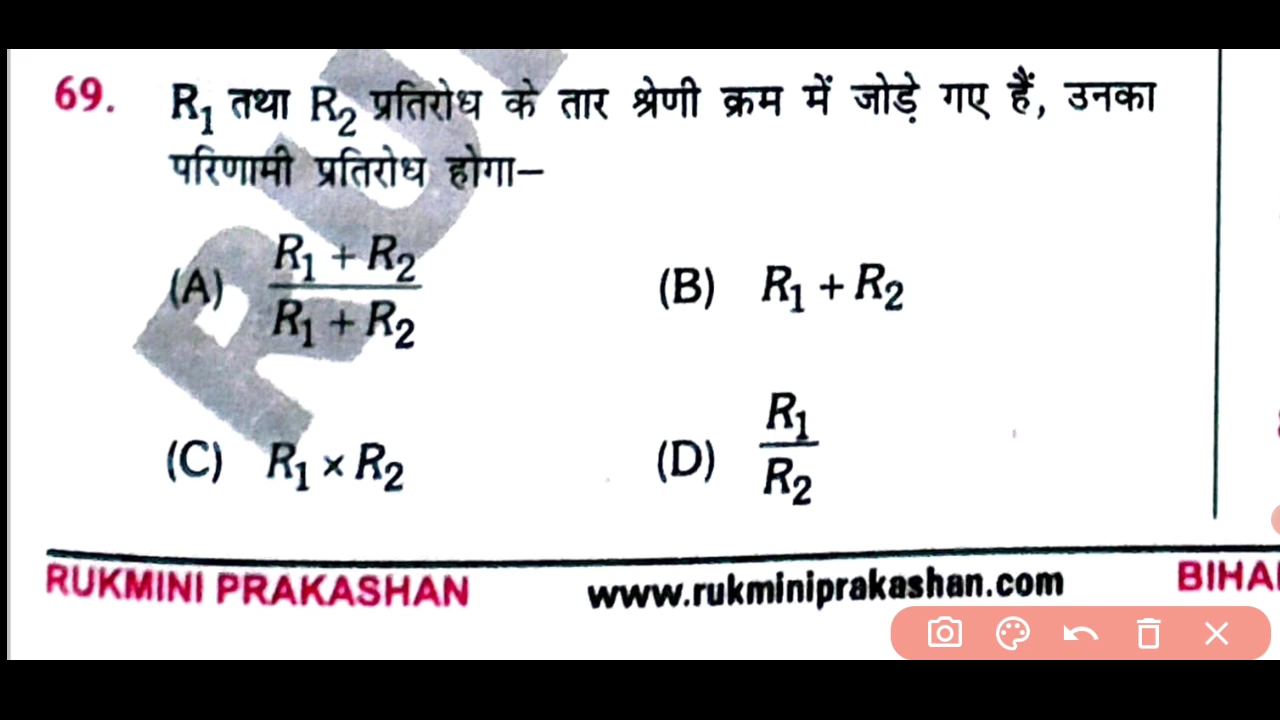 69. R₁ तथा R₂ प्रतिरोध के तार श्रेणी क्रम में जोड़े गए हैं, उनका
परिणामी प्रतिरोध होगा–
(A) (R₁ + R₂)/(R₁ + R₂) (B) R₁ + R₂
(C) R₁ × R₂ (D) R₁/R₂
RUKMINI PRAKASHAN www.rukminiprakashan.com